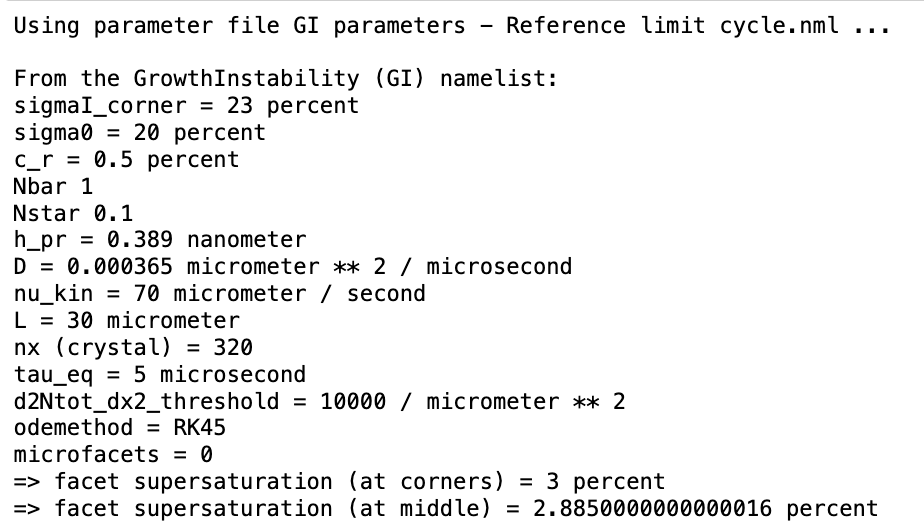 Using parameter file GI parameters – Reference limit cycle.nml ...
From the GrowthInstability (GI) namelist:
sigmaI_corner = 23 percent
sigma0 = 20 percent
c_r = 0.5 percent
Nbar 1
Nstar 0.1
h_pr = 0.389 nanometer
D = 0.000365 micrometer ** 2 / microsecond
nu_kin = 70 micrometer / second
L = 30 micrometer
nx (crystal) = 320
tau_eq = 5 microsecond
d2Ntot_dx2_threshold = 10000 / micrometer ** 2
odemethod = RK45
microfacets = 0
=> facet supersaturation (at corners) = 3 percent
=> facet supersaturation (at middle) = 2.8850000000000016 percent